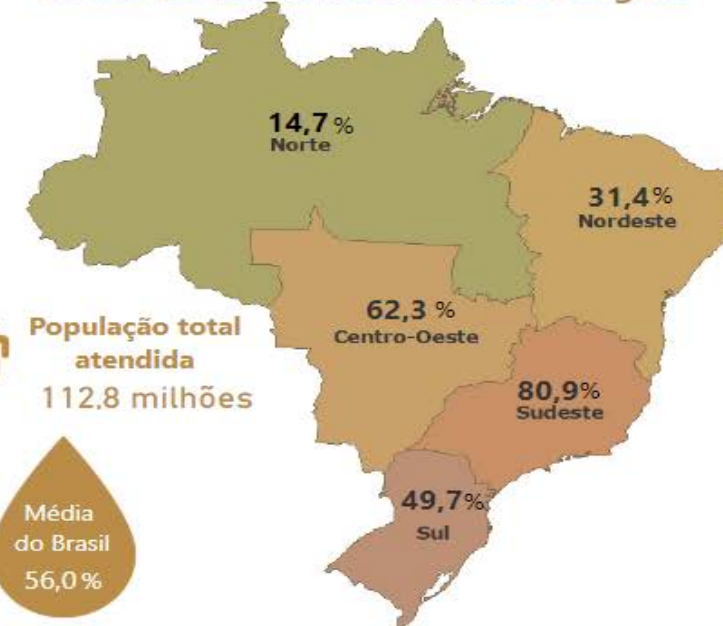 14,7 %
Norte
31,4%
Nordeste
62,3 %
Centro-Oeste
80,9%
Sudeste
49,7%
Sul
População total
atendida
112,8 milhões
Média
do Brasil
56,0 %